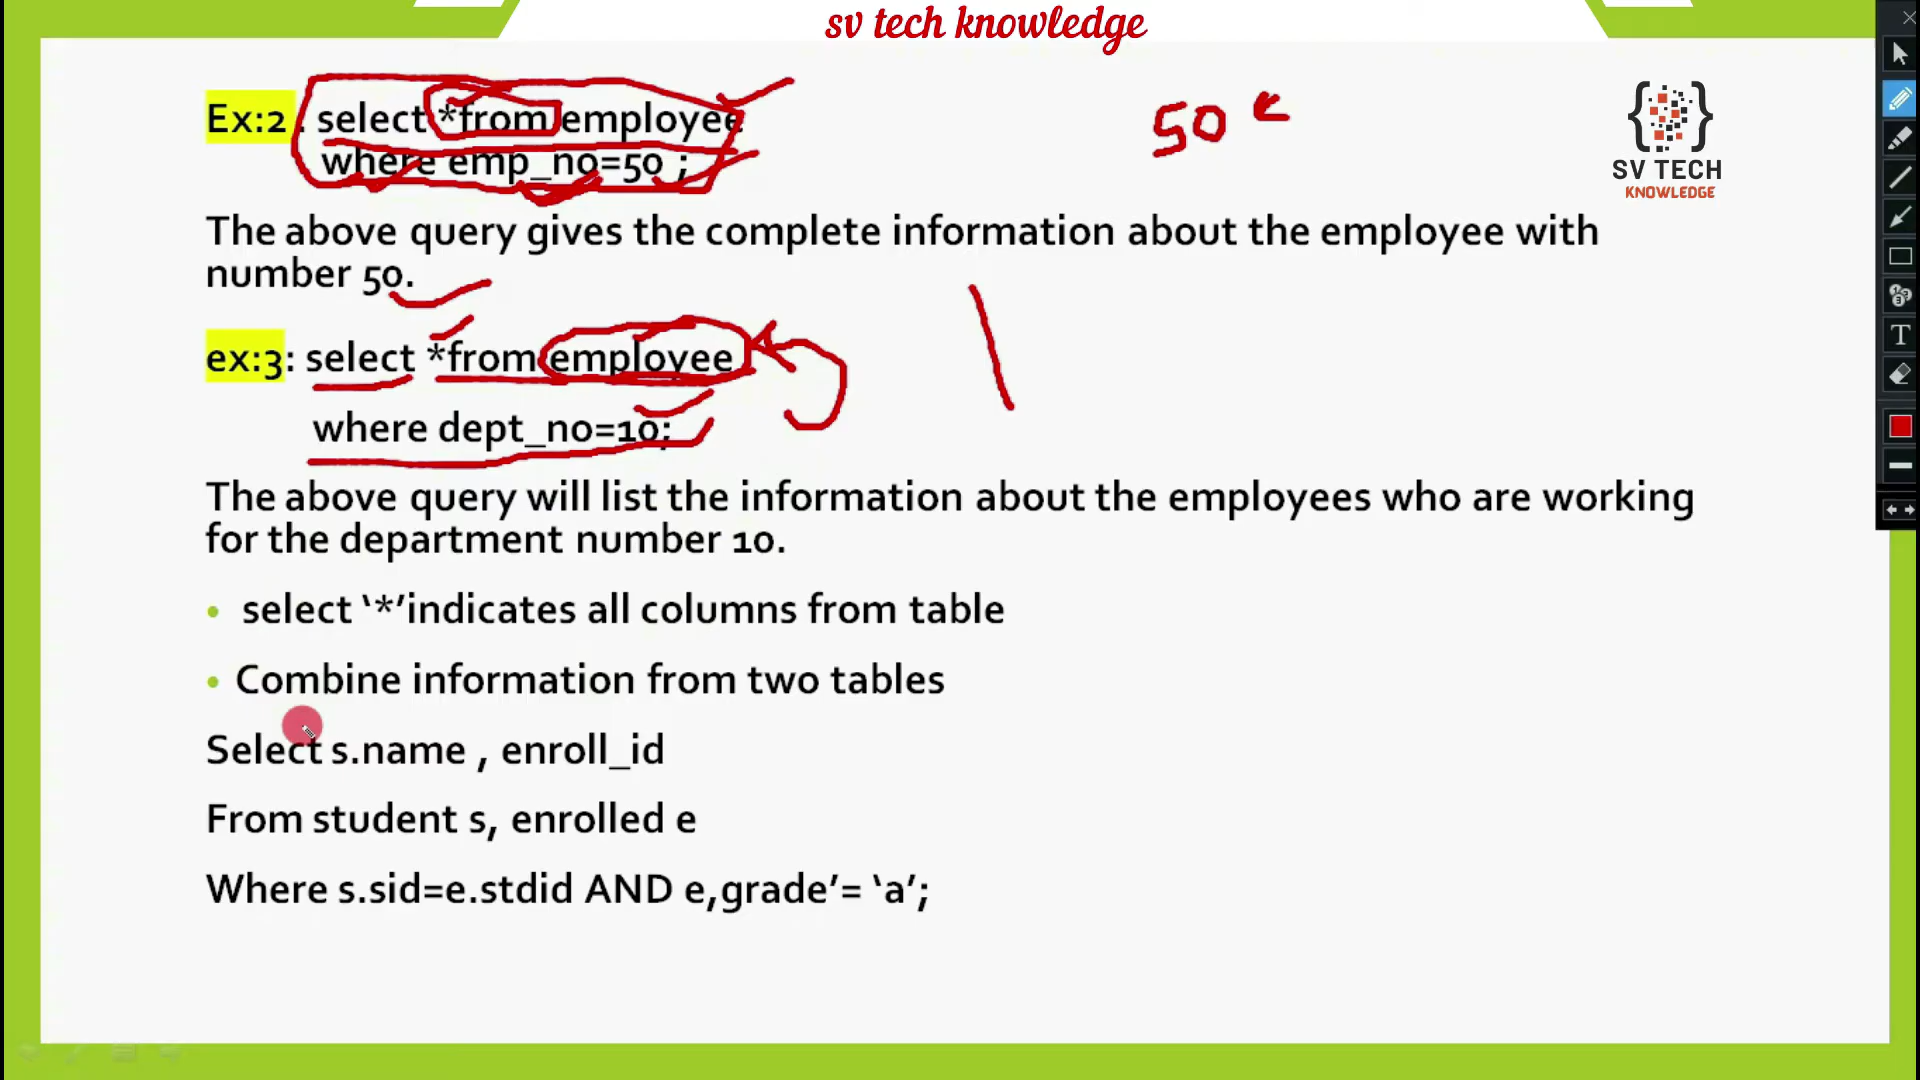 sv tech knowledge
Ex:2 : select *from employee
where emp_no=50 ;
50 e
SV TECH
KNOWLEDGE
The above query gives the complete information about the employee with
number 50.
ex:3: select *from employee
where dept_no=10;
The above query will list the information about the employees who are working
for the department number 10.
• select ‘*’indicates all columns from table
• Combine information from two tables
Select s.name , enroll_id
From student s, enrolled e
Where s.sid=e.stdid AND e,grade’= ‘a’;